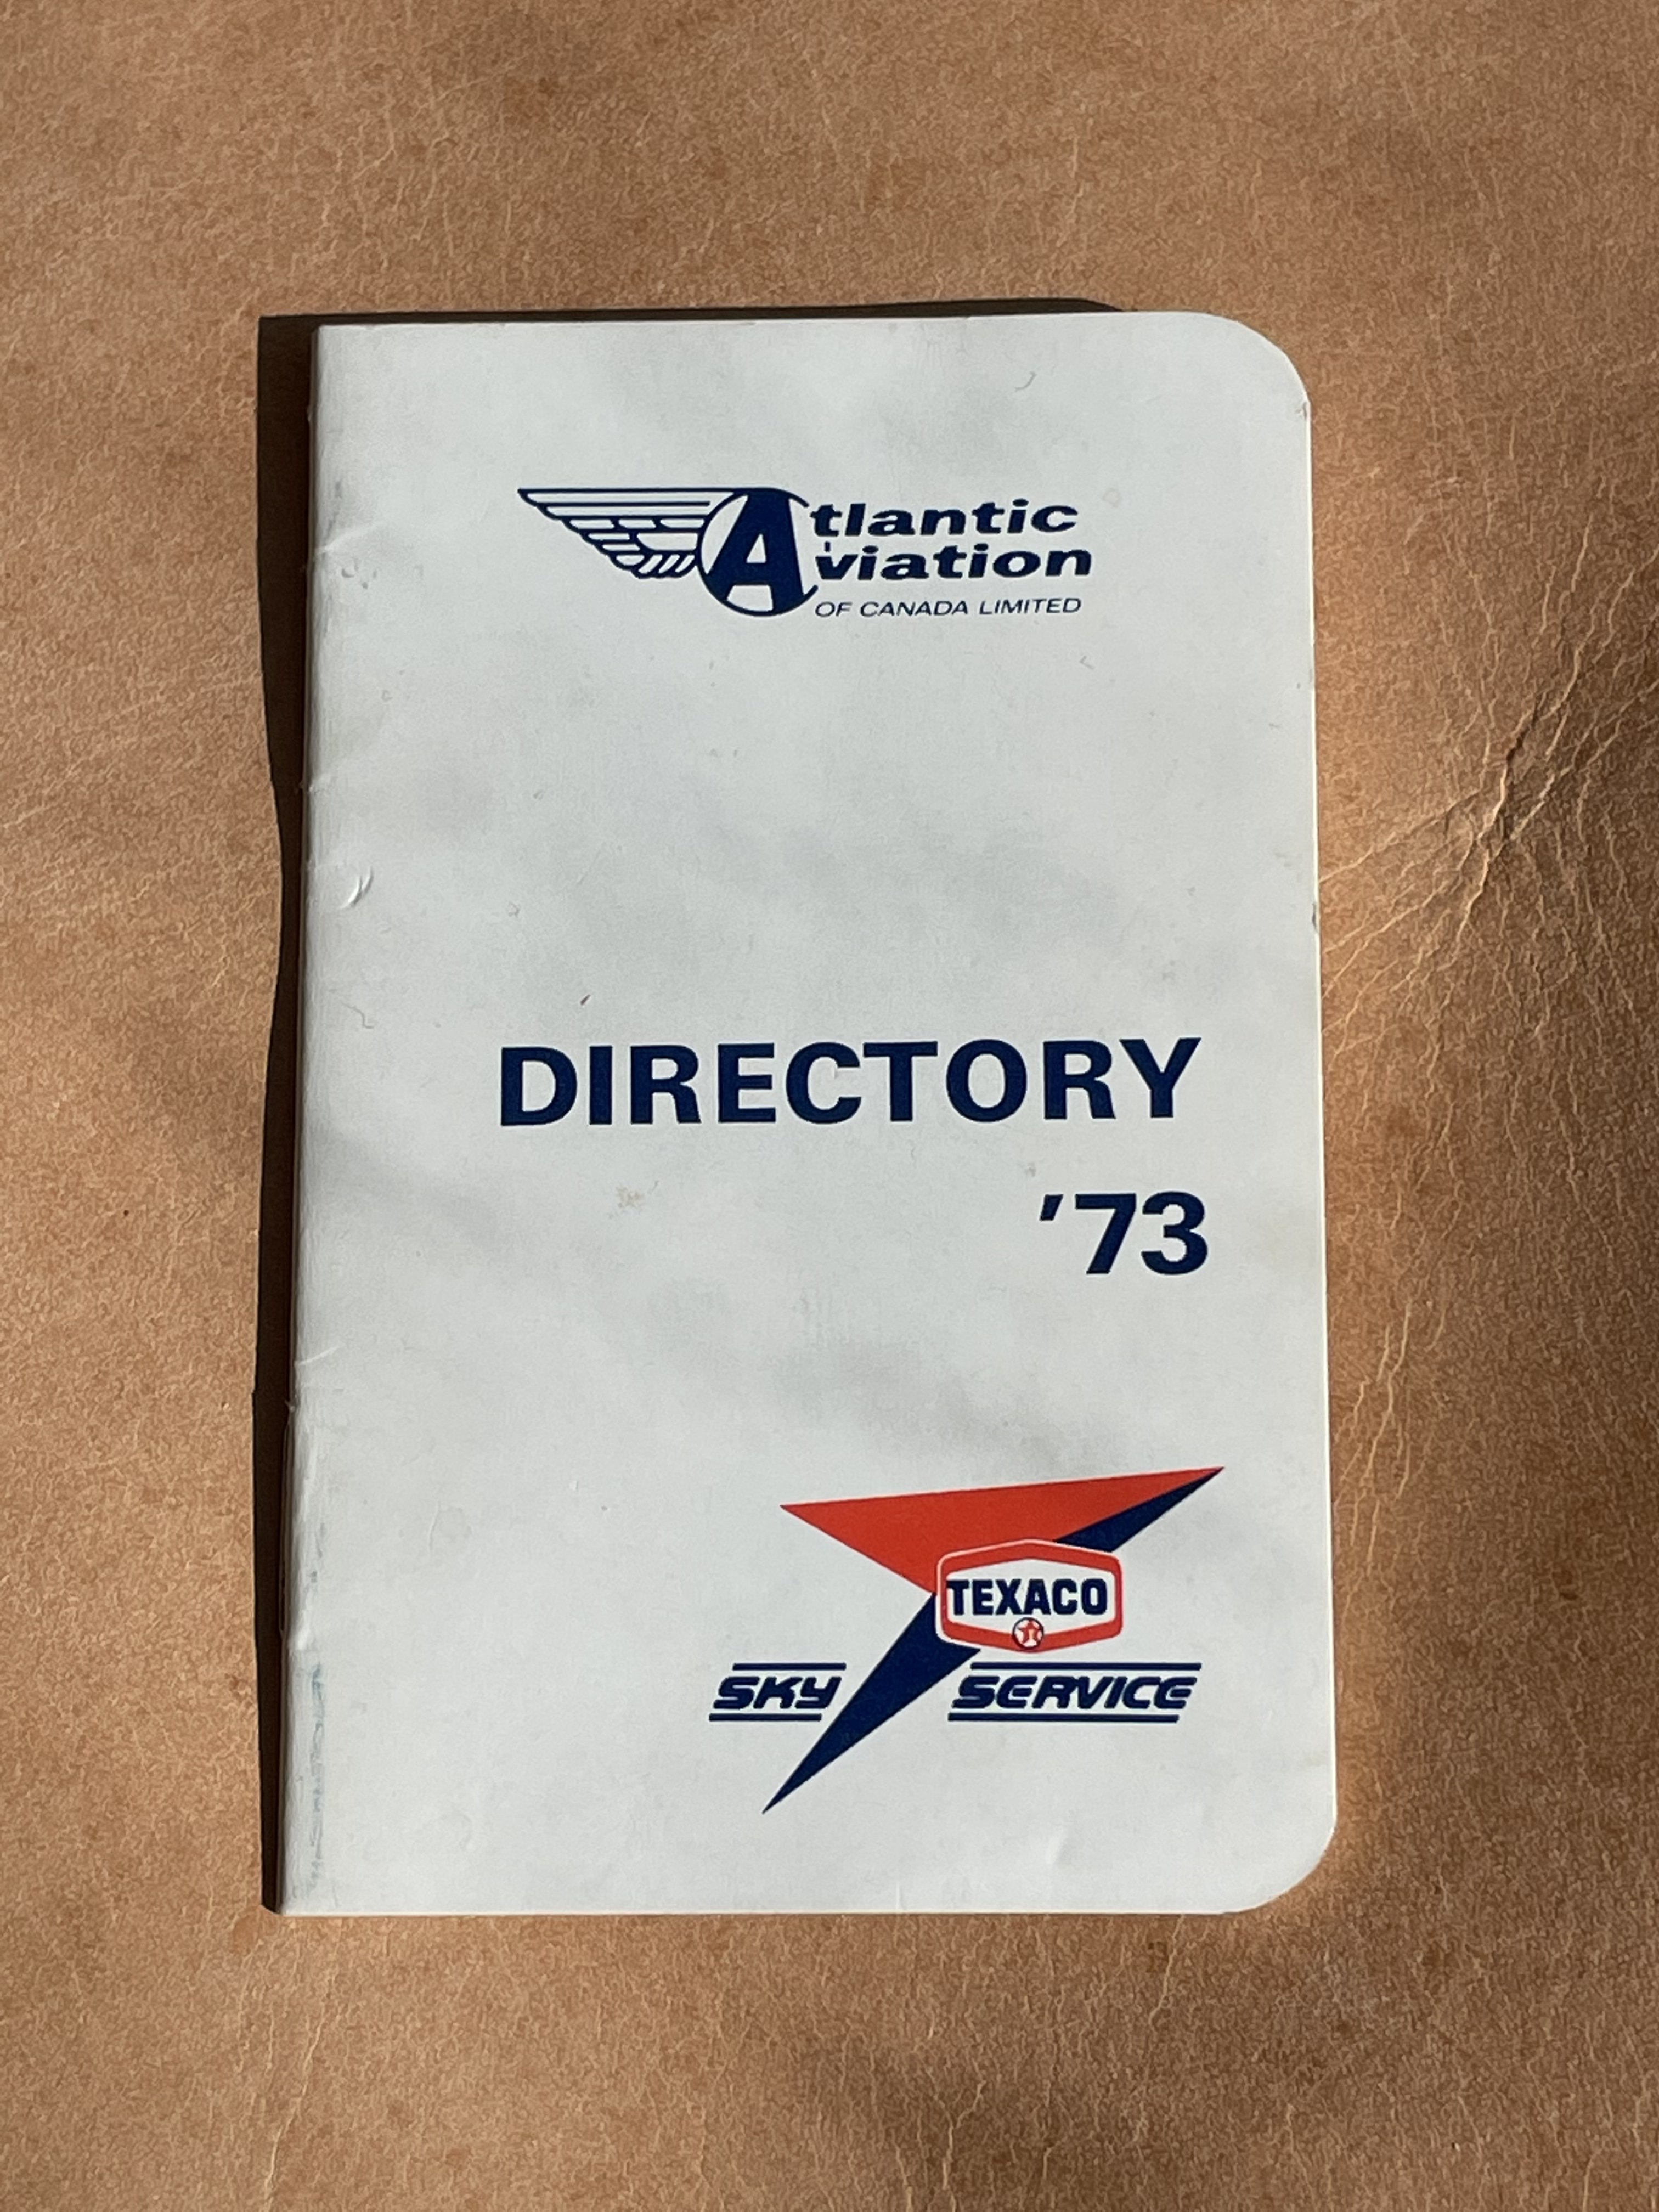 Atlantic
Aviation
OF CANADA LIMITED
DIRECTORY
'73
TEXACO
SKY SERVICE